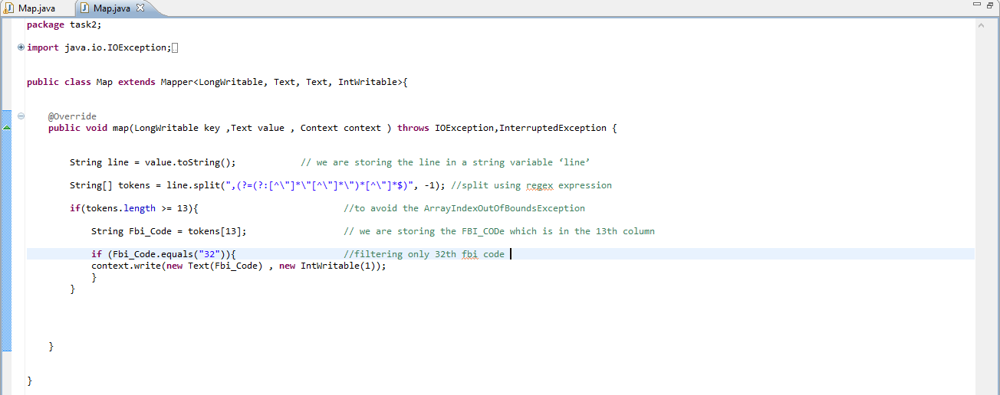 Map.java Map.java
package task2;
import java.io.IOException;
public class Map extends Mapper<LongWritable, Text, Text, IntWritable>{
@Override
public void map(LongWritable key ,Text value , Context context ) throws IOException,InterruptedException {
String line = value.toString(); // we are storing the line in a string variable ‘line’
String[] tokens = line.split(",(?=(?:[^\"]*\"[^\"]*\")*[^\"]*$)", -1); //split using regex expression
if(tokens.length >= 13){ //to avoid the ArrayIndexOutOfBoundsException
String Fbi_Code = tokens[13]; // we are storing the FBI_CODe which is in the 13th column
if (Fbi_Code.equals("32")){ //filtering only 32th fbi code
context.write(new Text(Fbi_Code) , new IntWritable(1));
}
}
}
}